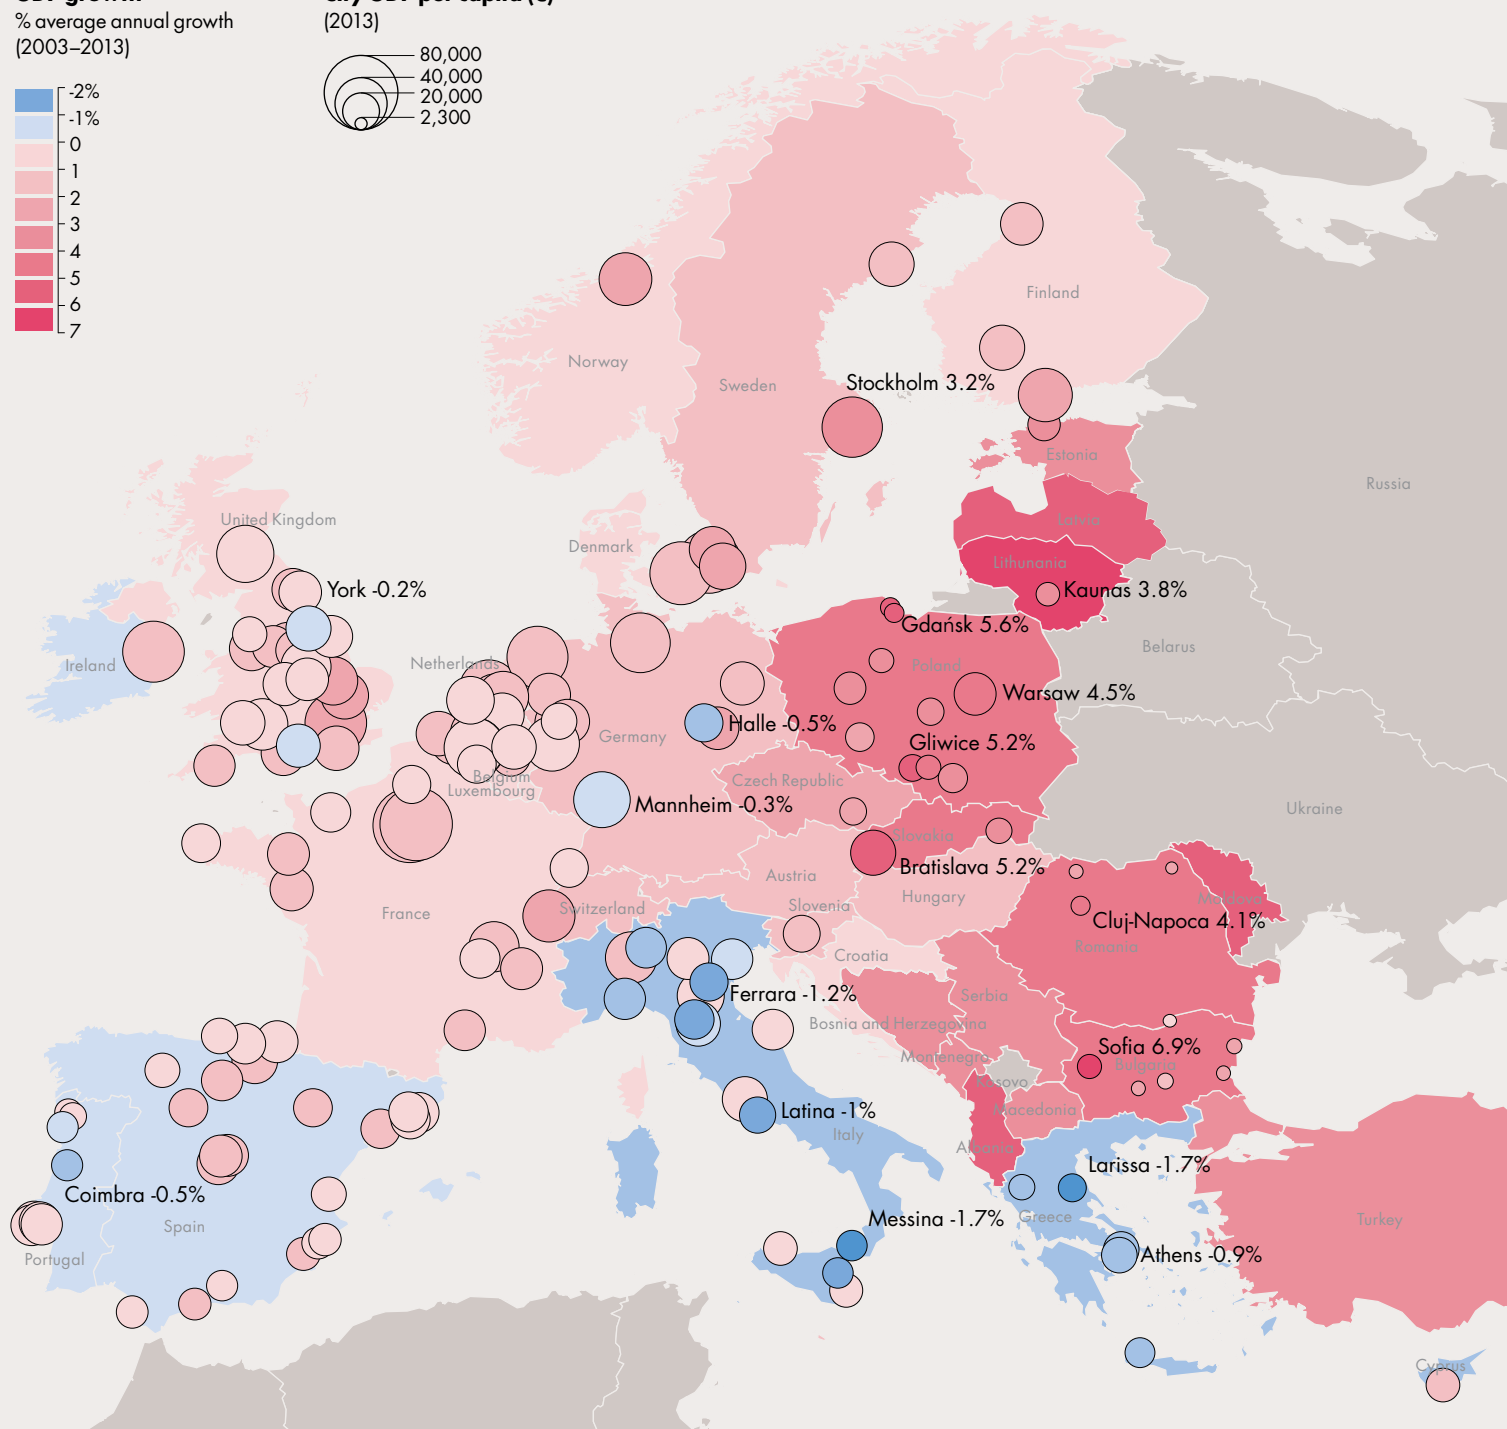 % average annual growth
(2003–2013)
-2%
-1%
0
1
2
3
4
5
6
7
(2013)
80,000
40,000
20,000
2,300
Finland
Norway
Sweden
Stockholm 3.2%
Estonia
Russia
Latvia
United Kingdom
Denmark
Lithuania
York -0.2%
Kaunas 3.8%
Gdańsk 5.6%
Belarus
Ireland
Netherlands
Poland
Warsaw 4.5%
Halle -0.5%
Germany
Gliwice 5.2%
Belgium
Luxembourg
Czech Republic
Mannheim -0.3%
Ukraine
Slovakia
Bratislava 5.2%
Austria
Hungary
Moldova
Slovenia
Switzerland
France
Cluj-Napoca 4.1%
Romania
Croatia
Ferrara -1.2%
Serbia
Bosnia and Herzegovina
Sofia 6.9%
Montenegro
Bulgaria
Kosovo
Latina -1%
Macedonia
Italy
Albania
Larissa -1.7%
Coimbra -0.5%
Spain
Messina -1.7%
Greece
Turkey
Portugal
Athens -0.9%
Cyprus